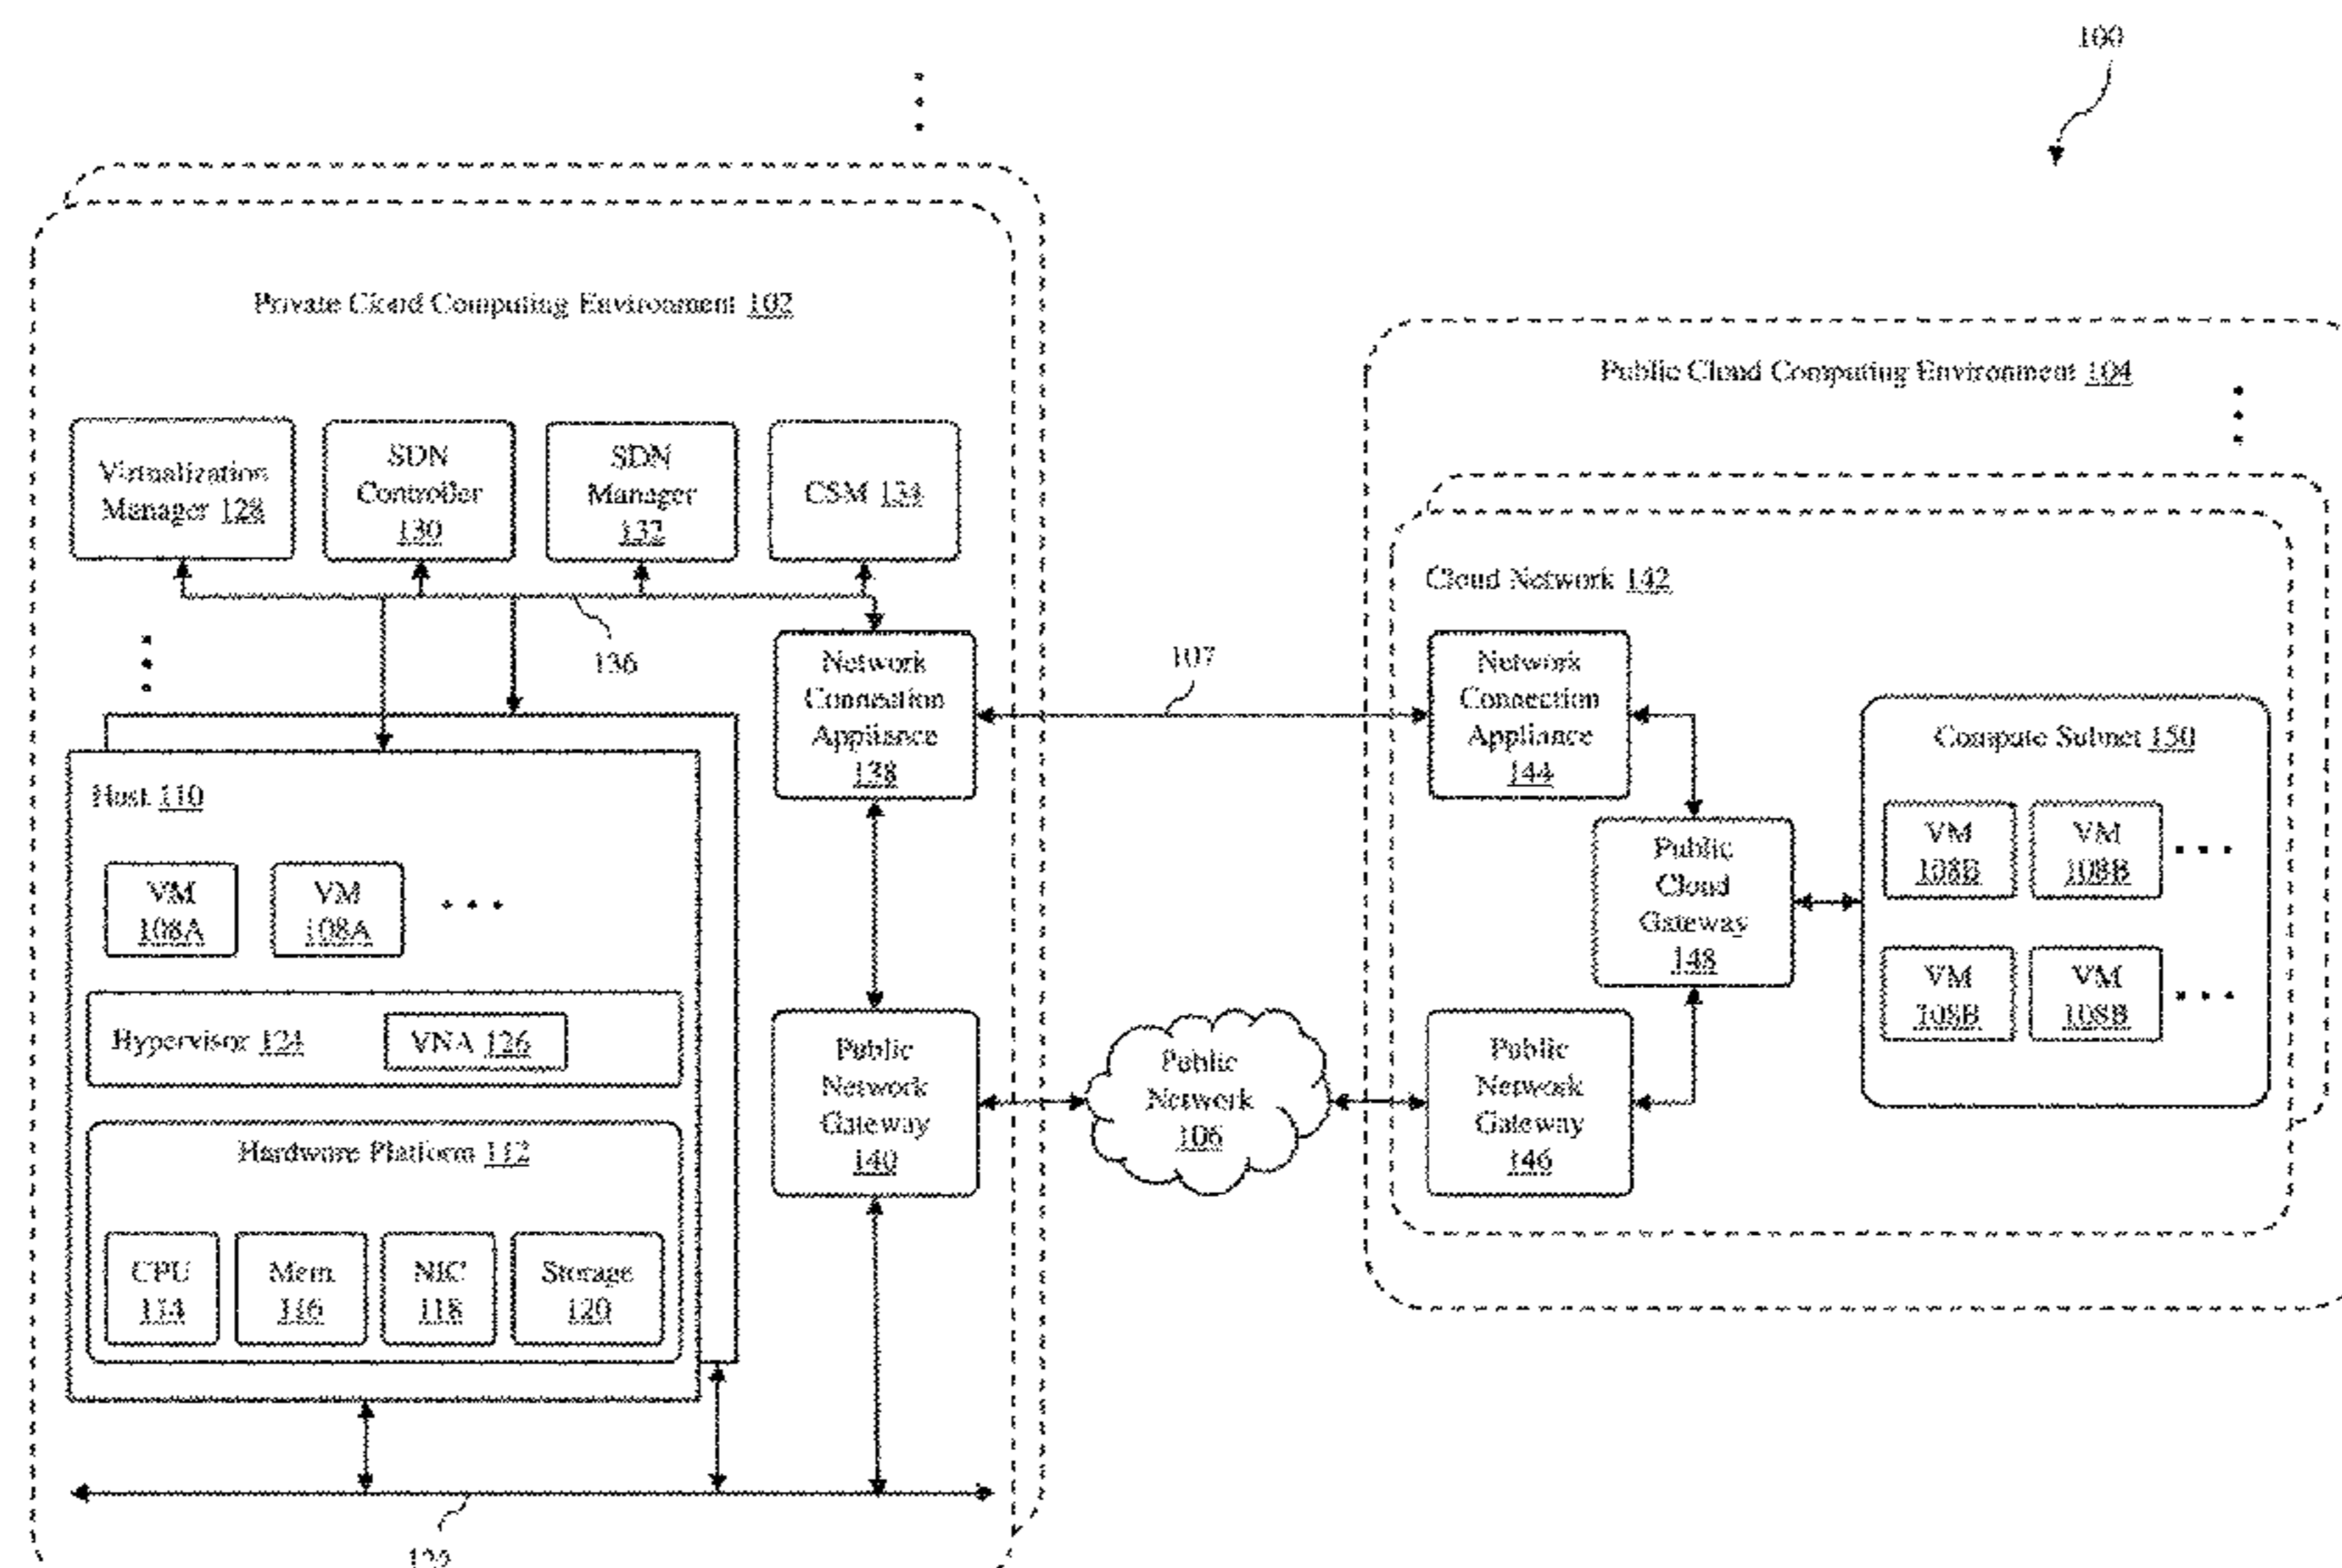 100
Private Cloud Computing Environment 102
Virtualization
Manager 128
SDN
Controller
130
SDN
Manager
132
CSM 134
136
Network
Connection
Appliance
138
Host 110
VM
108A
VM
108A
Hypervisor 124
VNA 126
Hardware Platform 112
CPU
114
Mem.
116
NIC
118
Storage
120
Public
Network
Gateway
140
107
Public
Network
106
Public Cloud Computing Environment 104
Cloud Network 142
Network
Connection
Appliance
144
Public
Cloud
Gateway
148
Public
Network
Gateway
146
Compute Subnet 150
VM
108B
VM
108B
VM
108B
VM
108B